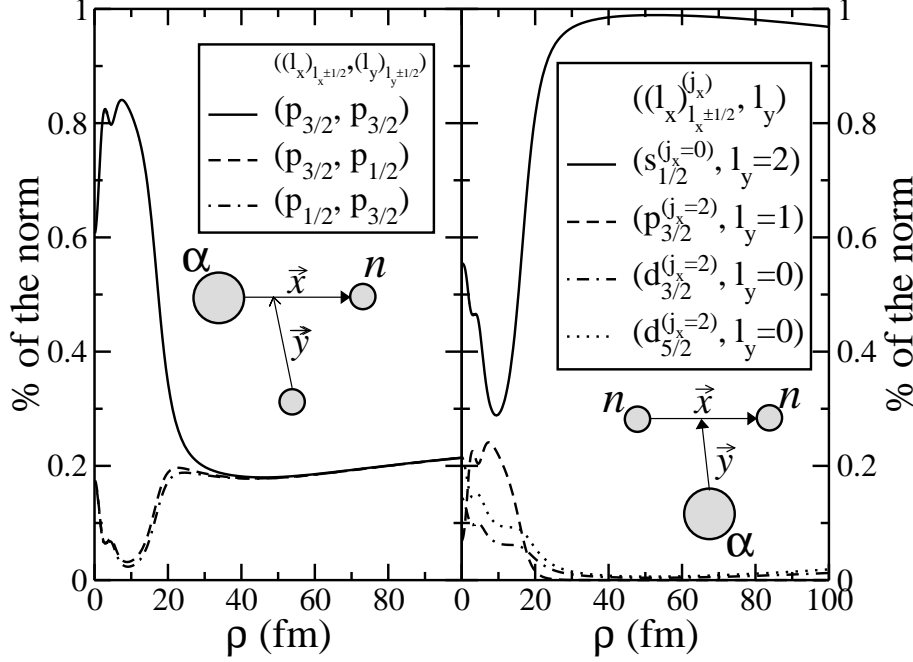 % of the norm
1
0.8
0.6
0.4
0.2
0
0 20 40 60 80
ρ (fm)
((l_x)_{l_x±1/2},(l_y)_{l_y±1/2})
(p_{3/2}, p_{3/2})
(p_{3/2}, p_{1/2})
(p_{1/2}, p_{3/2})
α
n
x⃗
y⃗
((l_x)^{(j_x)}_{l_x±1/2}, l_y)
(s^{(j_x=0)}_{1/2}, l_y=2)
(p^{(j_x=2)}_{3/2}, l_y=1)
(d^{(j_x=2)}_{3/2}, l_y=0)
(d^{(j_x=2)}_{5/2}, l_y=0)
n
x⃗
n
y⃗
α
0 20 40 60 80 100
ρ (fm)
1
0.8
0.6
0.4
0.2
0
% of the norm